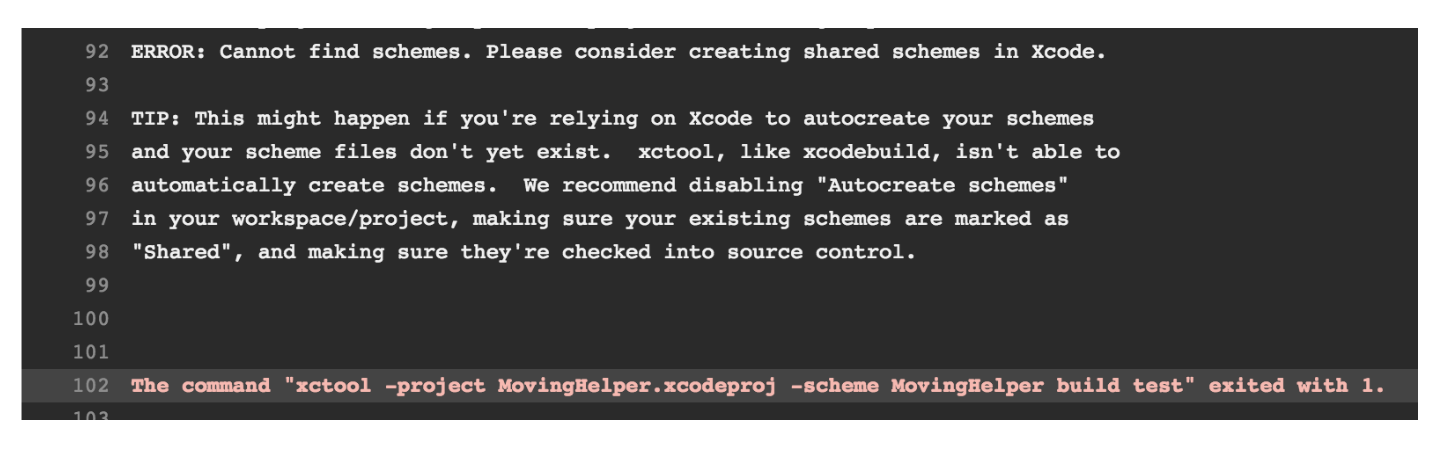 92 ERROR: Cannot find schemes. Please consider creating shared schemes in Xcode.
93
94 TIP: This might happen if you're relying on Xcode to autocreate your schemes
95 and your scheme files don't yet exist.  xctool, like xcodebuild, isn't able to
96 automatically create schemes.  We recommend disabling "Autocreate schemes"
97 in your workspace/project, making sure your existing schemes are marked as
98 "Shared", and making sure they're checked into source control.
99
100
101
102 The command "xctool -project MovingHelper.xcodeproj -scheme MovingHelper build test" exited with 1.
103